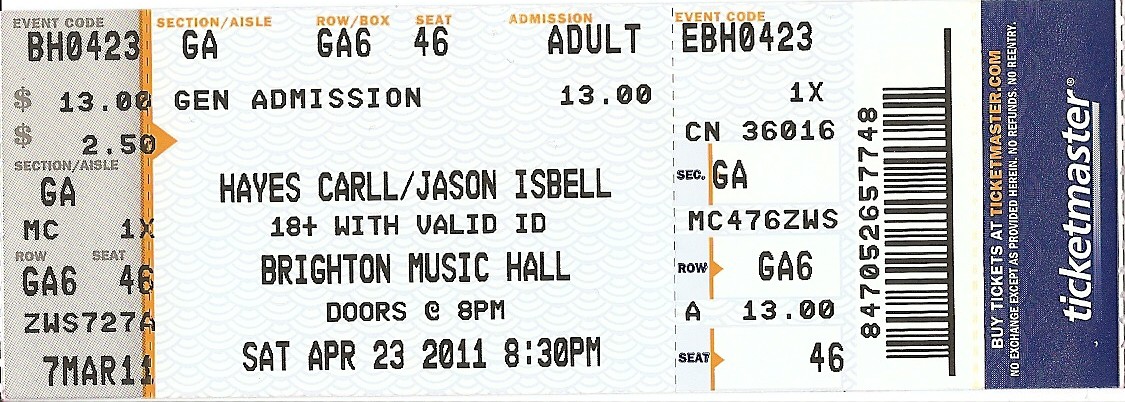 EVENT CODE
BH0423
$ 13.00
$ 2.50
SECTION/AISLE
GA
MC 1X
ROW SEAT
GA6 46
ZWS727A
7MAR11
SECTION/AISLE ROW/BOX SEAT ADMISSION
GA GA6 46 ADULT
GEN ADMISSION 13.00
HAYES CARLL/JASON ISBELL
18+ WITH VALID ID
BRIGHTON MUSIC HALL
DOORS @ 8PM
SAT APR 23 2011 8:30PM
EVENT CODE
EBH0423
1X
CN 36016
SEC. GA
MC476ZWS
ROW GA6
A 13.00
SEAT 46
847052657748
BUY TICKETS AT TICKETMASTER.COM
NO EXCHANGE EXCEPT AS PROVIDED HEREIN. NO REFUNDS. NO REENTRY.
ticketmaster®